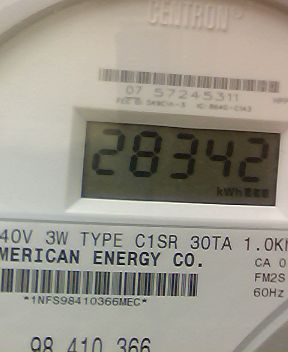 CENTRON®
07 57245311
28342
kWh
40V 3W TYPE C1SR 30TA 1.0K
MERICAN ENERGY CO.
CA 0
FM2S
60Hz
*1NFS98410366MEC*
98 410 366